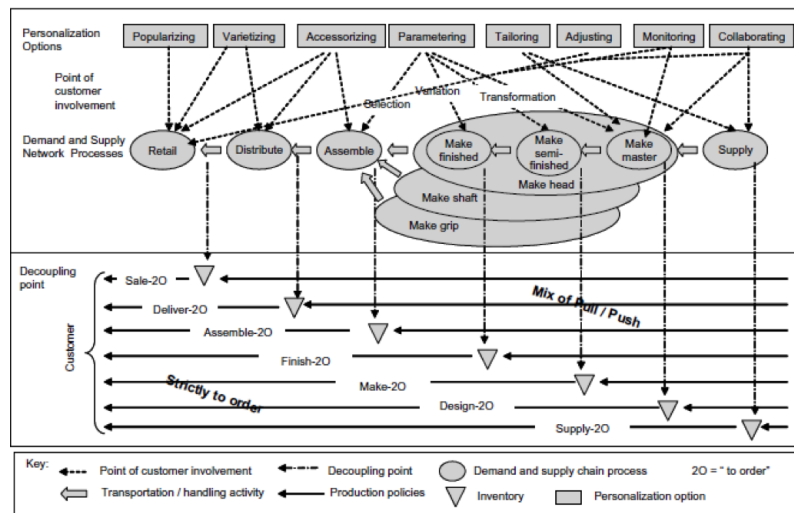 Personalization
Options
Popularizing
Varietizing
Accessorizing
Parametering
Tailoring
Adjusting
Monitoring
Collaborating
Point of
customer
involvement
Selection
Variation
Transformation
Demand and Supply
Network Processes
Retail
Distribute
Assemble
Make
finished
Make
semi-
finished
Make
master
Supply
Make head
Make shaft
Make grip
Decoupling
point
Customer
Sale-2O
Deliver-2O
Mix of Pull / Push
Assemble-2O
Finish-2O
Make-2O
Strictly to order
Design-2O
Supply-2O
Key:
Point of customer involvement
Decoupling point
Demand and supply chain process
2O = “ to order”
Transportation / handling activity
Production policies
Inventory
Personalization option